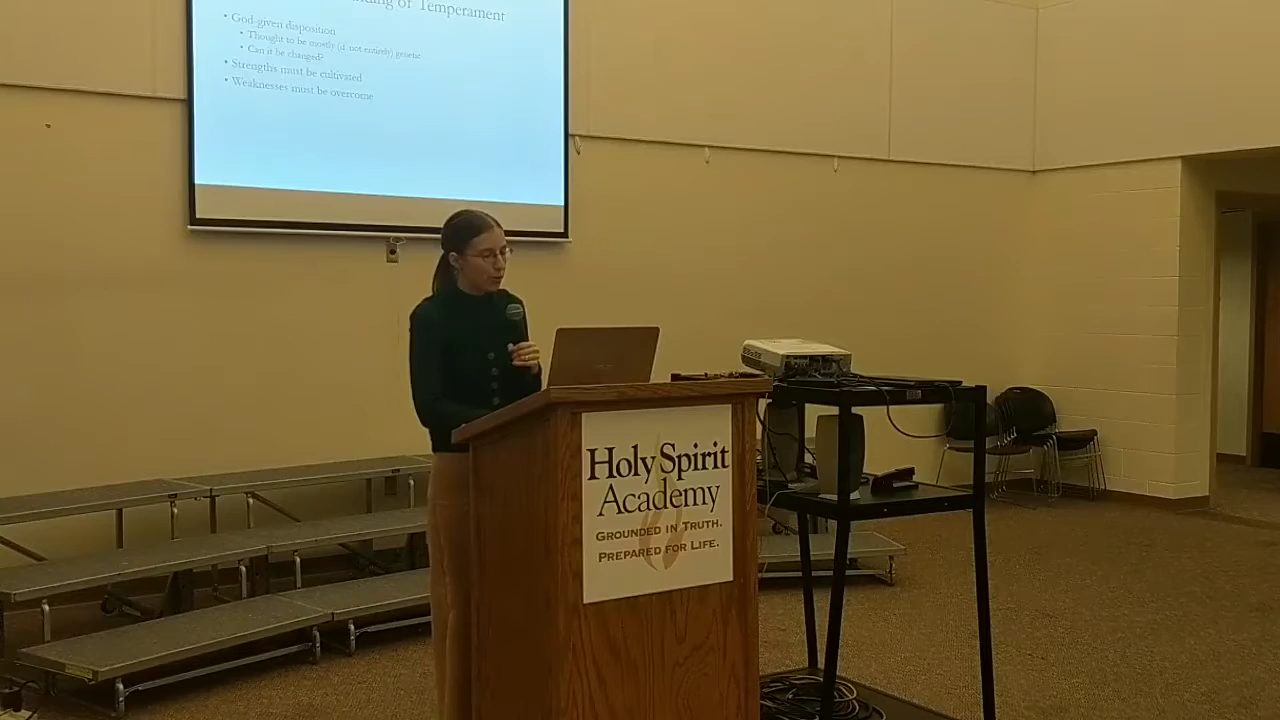 of Temperament
• God-given disposition
• Thought to be mostly (if not entirely) genetic
• Can it be changed?
• Strengths must be cultivated
• Weaknesses must be overcome
Holy Spirit
Academy
Grounded in Truth.
Prepared for Life.